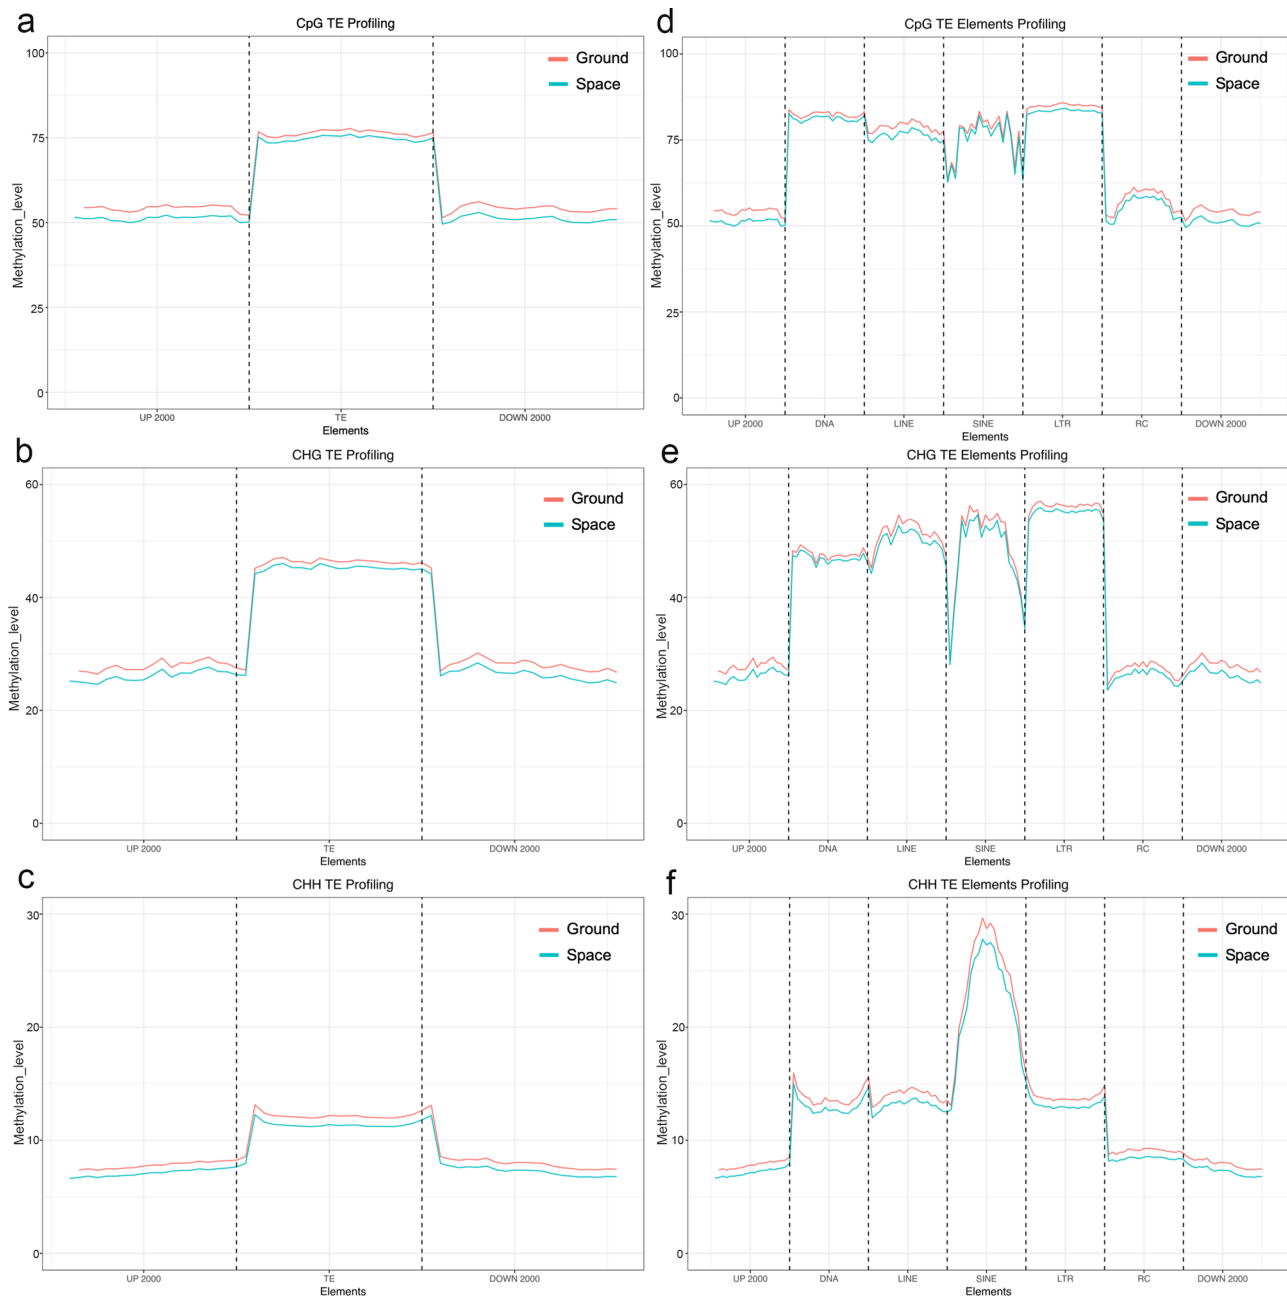 a
CpG TE Profiling
Methylation_level
100
75
50
25
0
Ground
Space
UP 2000
TE
DOWN 2000
Elements
d
CpG TE Elements Profiling
Methylation_level
100
75
50
25
0
Ground
Space
UP 2000
DNA
LINE
SINE
LTR
RC
DOWN 2000
Elements
b
CHG TE Profiling
Methylation_level
60
40
20
0
Ground
Space
UP 2000
TE
DOWN 2000
Elements
e
CHG TE Elements Profiling
Methylation_level
60
40
20
0
Ground
Space
UP 2000
DNA
LINE
SINE
LTR
RC
DOWN 2000
Elements
c
CHH TE Profiling
Methylation_level
30
20
10
0
Ground
Space
UP 2000
TE
DOWN 2000
Elements
f
CHH TE Elements Profiling
Methylation_level
30
20
10
0
Ground
Space
UP 2000
DNA
LINE
SINE
LTR
RC
DOWN 2000
Elements